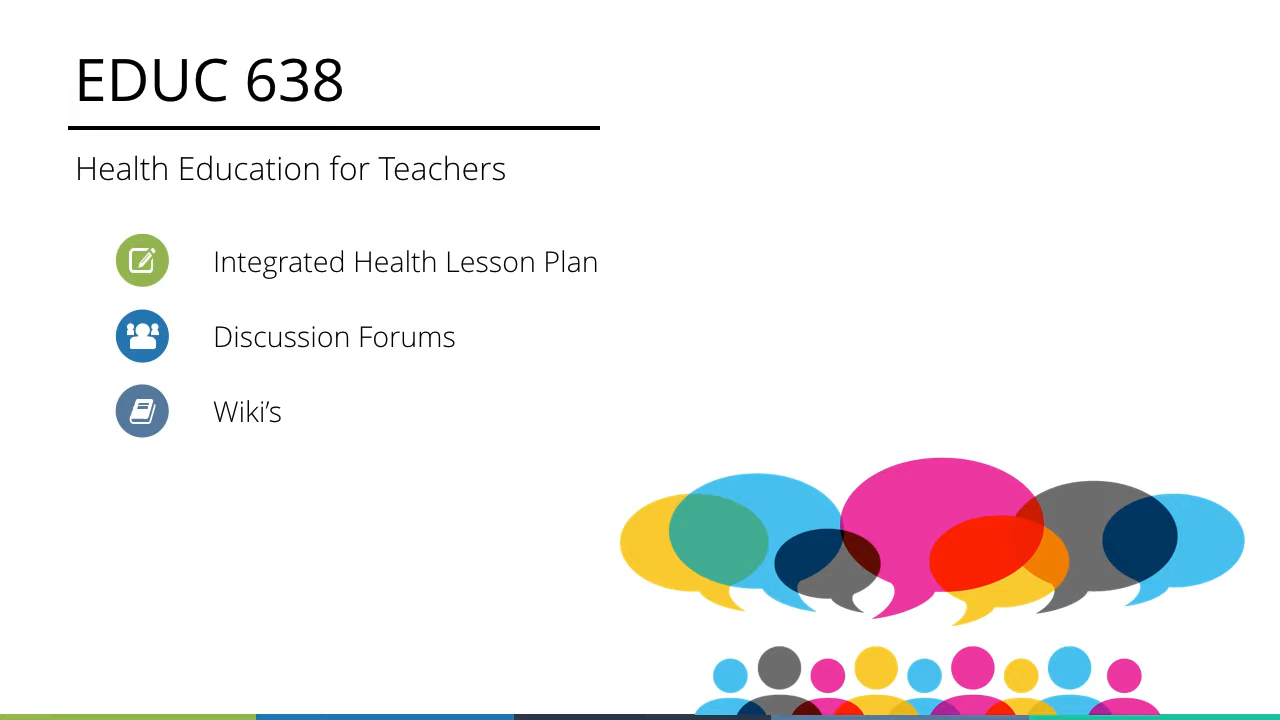 EDUC 638
Health Education for Teachers
Integrated Health Lesson Plan
Discussion Forums
Wiki’s